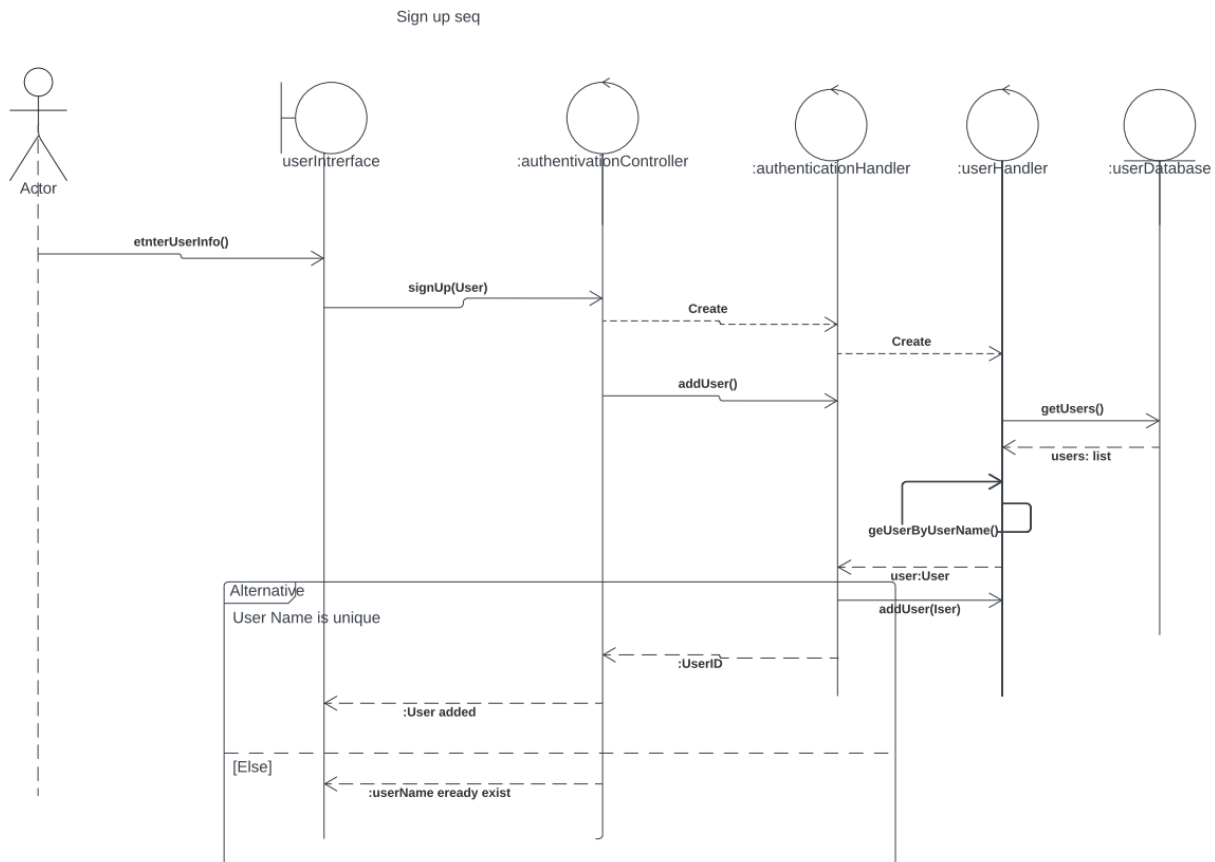 Sign up seq
Actor
userIntrerface
:authentivationController
:authenticationHandler
:userHandler
:userDatabase
etnterUserInfo()
signUp(User)
Create
Create
addUser()
getUsers()
users: list
geUserByUserName()
user:User
Alternative
addUser(Iser)
User Name is unique
:UserID
:User added
[Else]
:userName eready exist